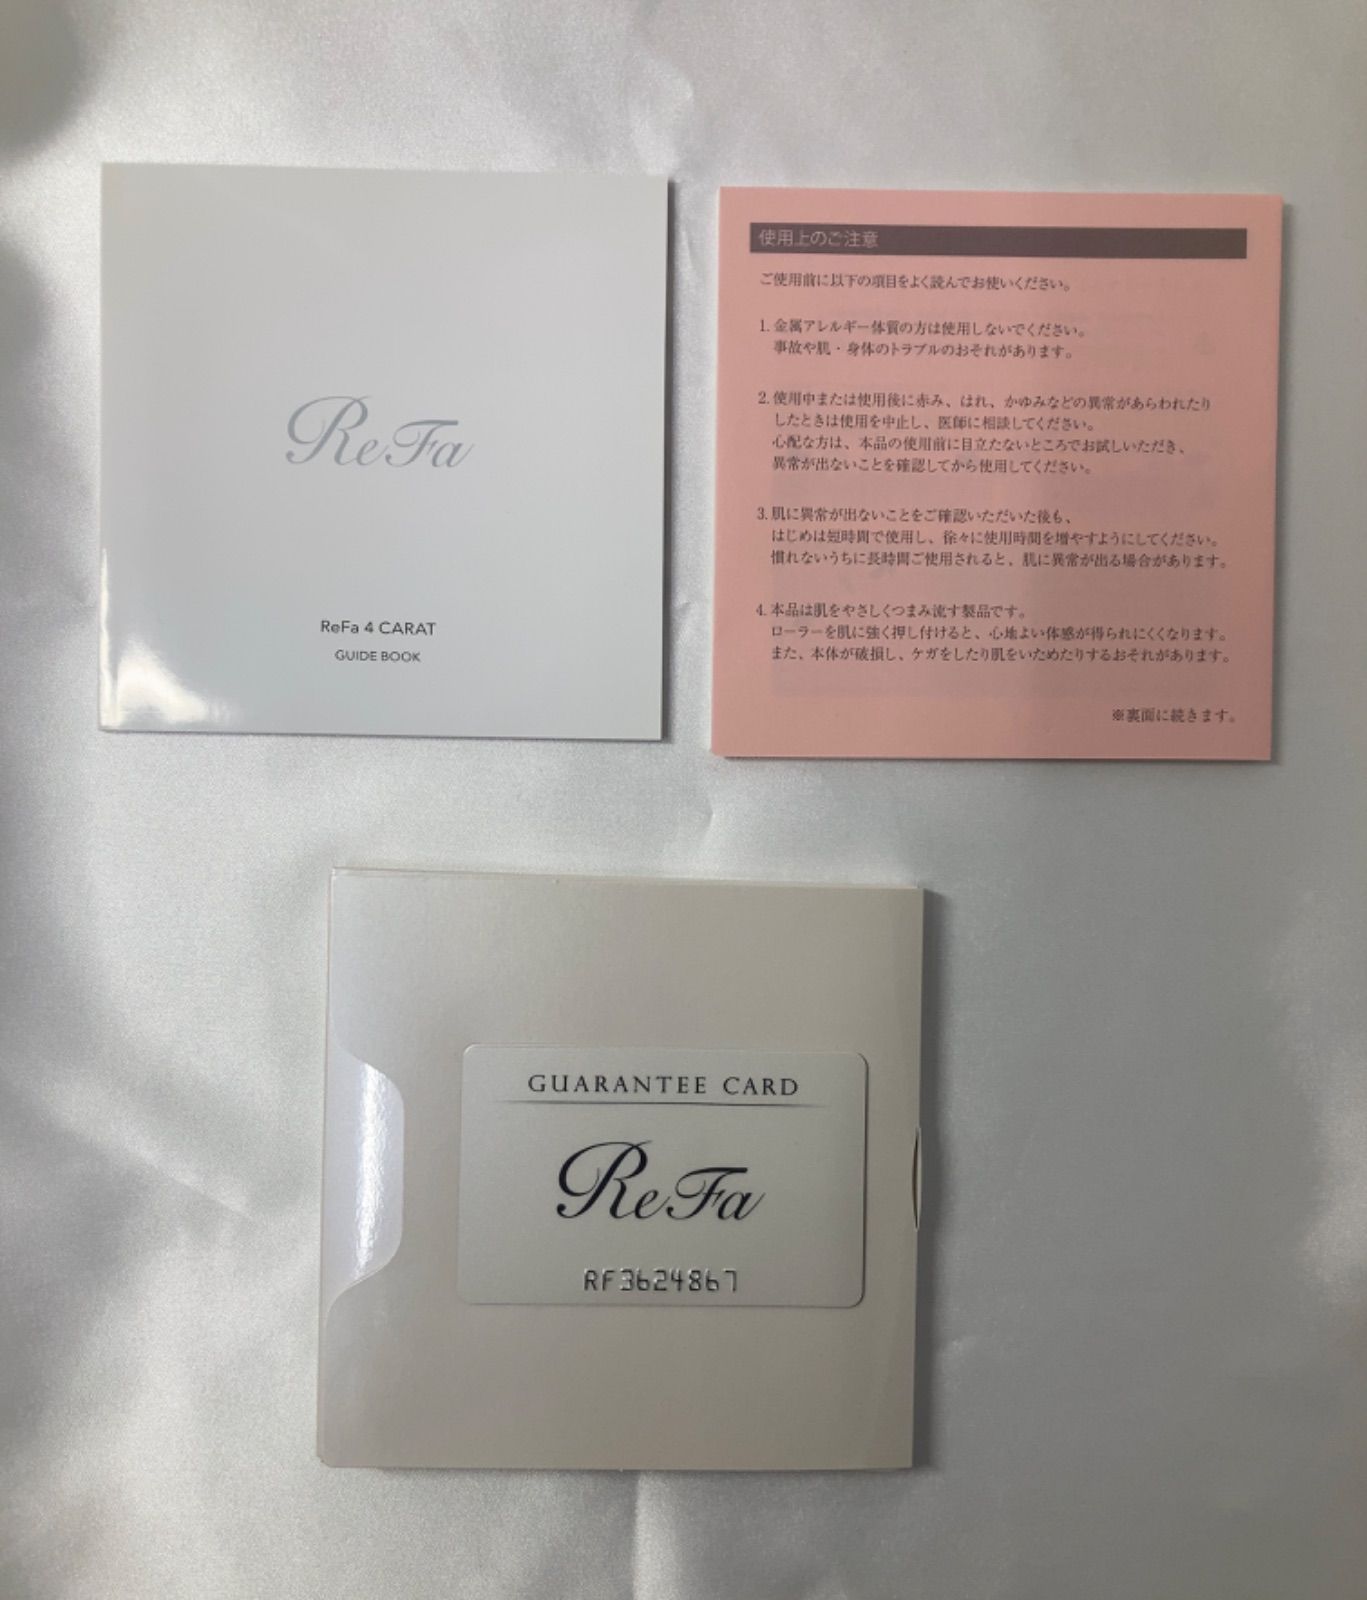 ReFa
ReFa 4 CARAT
GUIDE BOOK
使用上のご注意
ご使用前に以下の項目をよく読んでお使いください。
1. 金属アレルギー体質の方は使用しないでください。
事故や肌・身体のトラブルのおそれがあります。
2. 使用中または使用後に赤み、はれ、かゆみなどの異常があらわれたり
したときは使用を中止し、医師に相談してください。
心配な方は、本品の使用前に目立たないところでお試しいただき、
異常が出ないことを確認してから使用してください。
3. 肌に異常が出ないことをご確認いただいた後も、
はじめは短時間で使用し、徐々に使用時間を増やすようにしてください。
慣れないうちに長時間ご使用されると、肌に異常が出る場合があります。
4. 本品は肌をやさしくつまみ流す製品です。
ローラーを肌に強く押し付けると、心地よい体感が得られにくくなります。
また、本体が破損し、ケガをしたり肌をいためたりするおそれがあります。
※裏面に続きます。
GUARANTEE CARD
ReFa
RF3624867